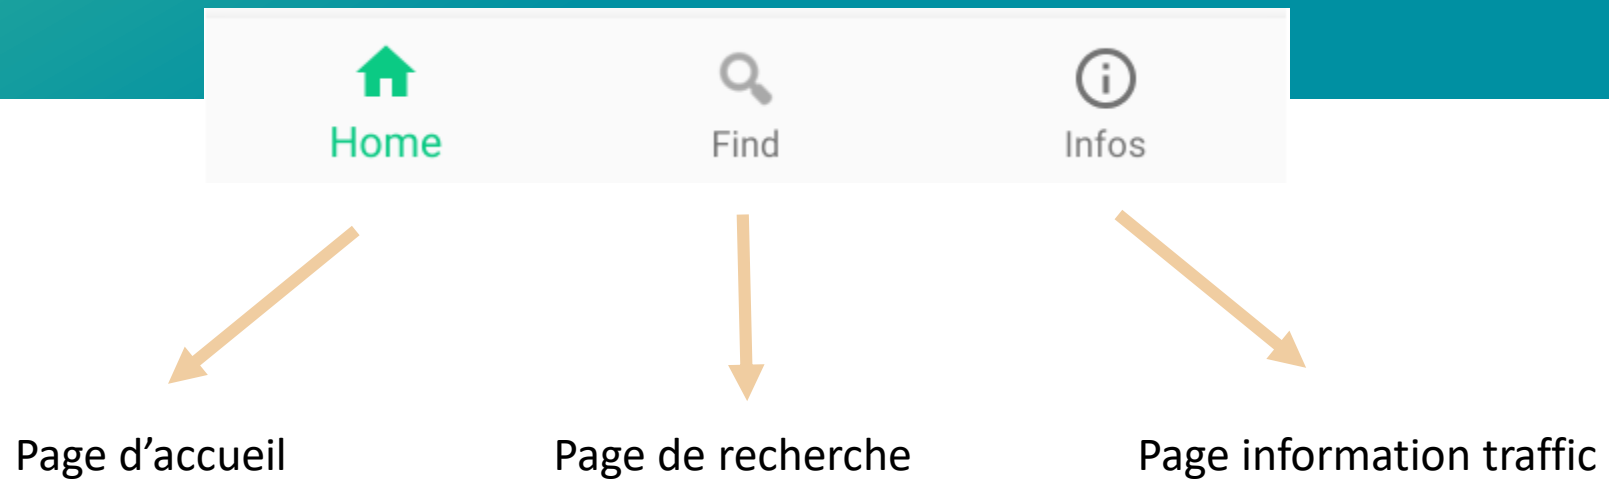 Home
Find
Infos
Page d’accueil
Page de recherche
Page information traffic